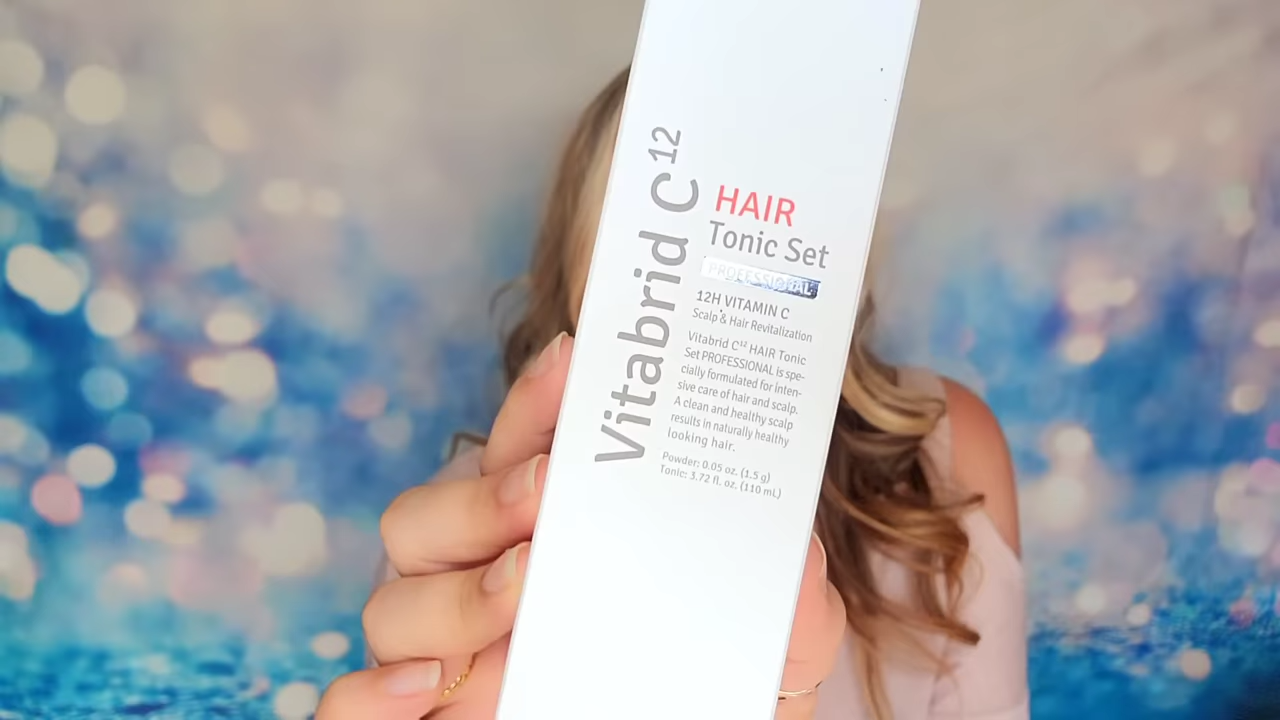 Vitabrid C12
HAIR
Tonic Set
PROFESSIONAL
12H VITAMIN C
Scalp & Hair Revitalization
Vitabrid C12 HAIR Tonic
Set PROFESSIONAL is spe-
cially formulated for inten-
sive care of hair and scalp.
A clean and healthy scalp
results in naturally healthy
looking hair.
Powder: 0.05 oz. (1.5 g)
Tonic: 3.72 fl. oz. (110 mL)